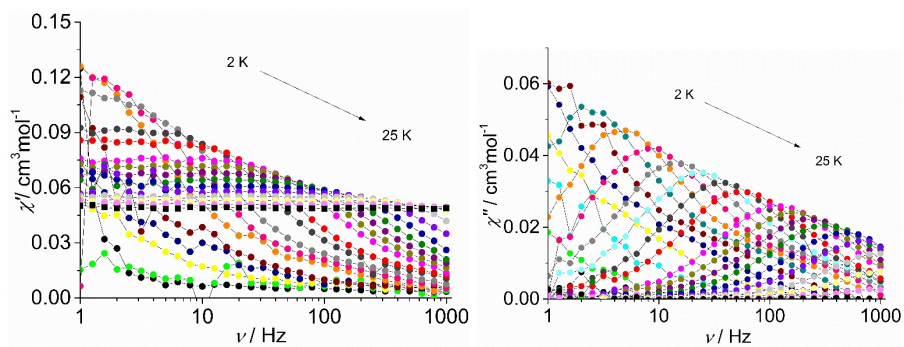 0.15
0.12
0.09
0.06
0.03
0.00
χ′/ cm³mol⁻¹
2 K
25 K
1
10
100
1000
ν / Hz
0.06
0.04
0.02
0.00
χ″ / cm³mol⁻¹
2 K
25 K
1
10
100
1000
ν / Hz